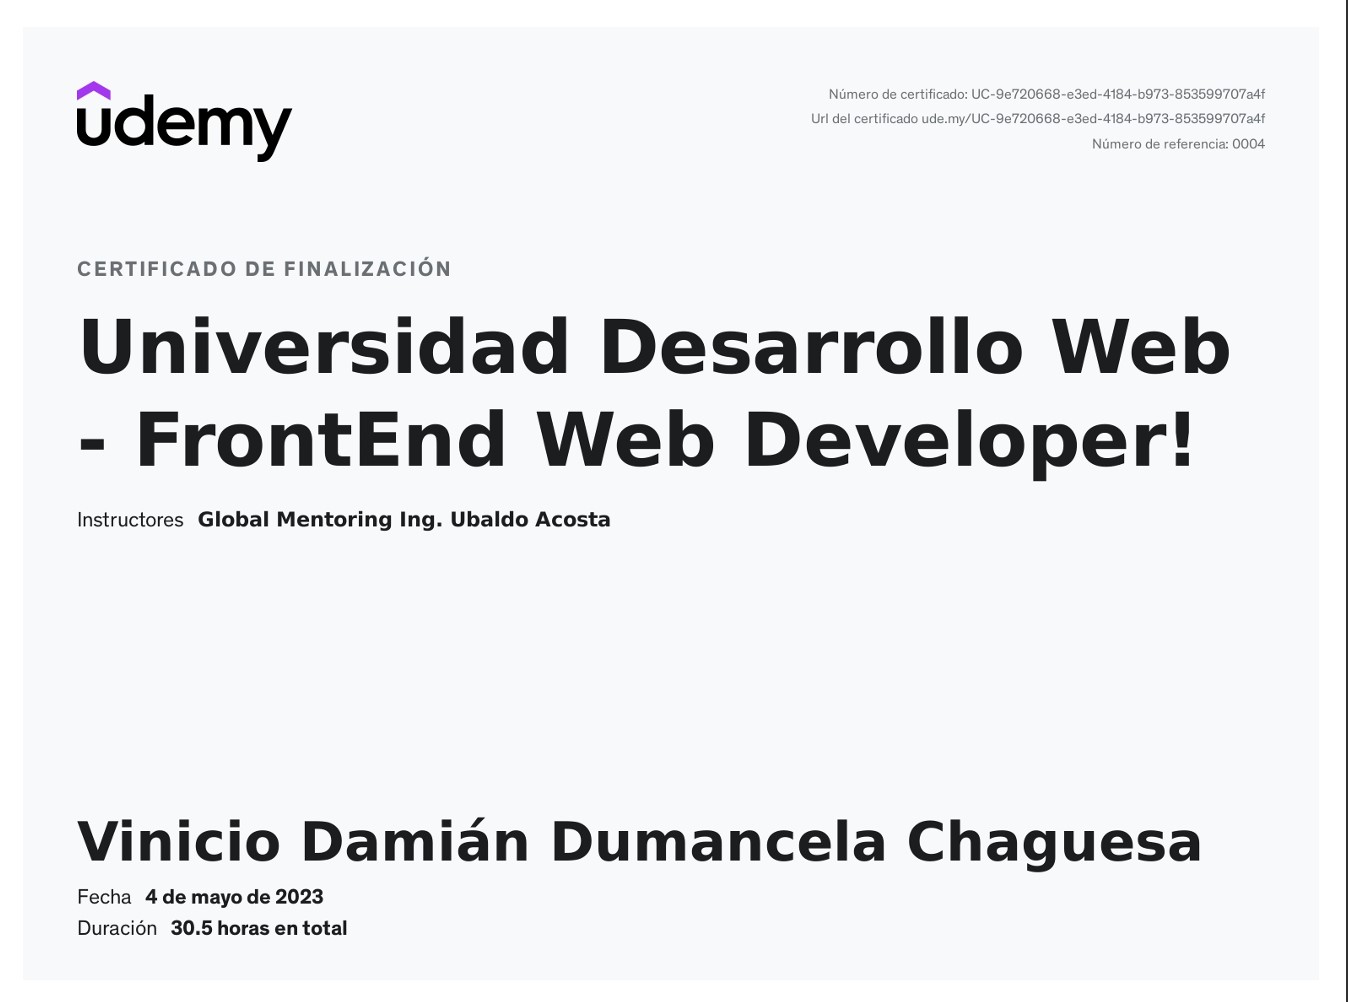 udemy
Número de certificado: UC-9e720668-e3ed-4184-b973-853599707a4f
Url del certificado ude.my/UC-9e720668-e3ed-4184-b973-853599707a4f
Número de referencia: 0004
CERTIFICADO DE FINALIZACIÓN
Universidad Desarrollo Web
- FrontEnd Web Developer!
Instructores Global Mentoring Ing. Ubaldo Acosta
Vinicio Damián Dumancela Chaguesa
Fecha 4 de mayo de 2023
Duración 30.5 horas en total